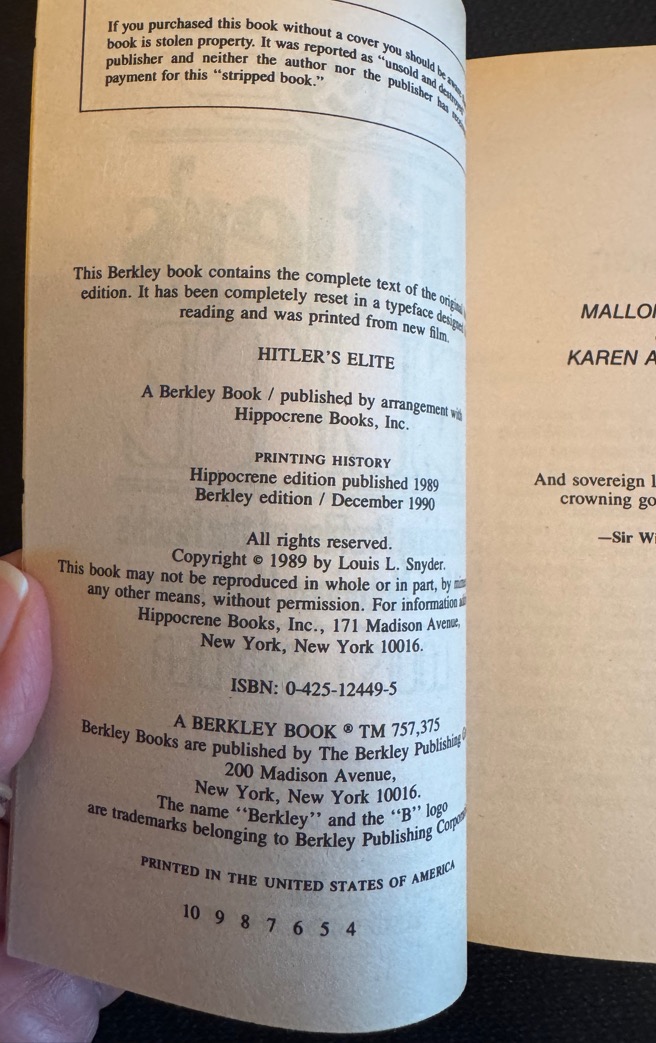 If you purchased this book without a cover you should be aware
book is stolen property. It was reported as "unsold and destroyed
publisher and neither the author nor the publisher has
payment for this "stripped book."
This Berkley book contains the complete text of the original
edition. It has been completely reset in a typeface designed
reading and was printed from new film.
HITLER'S ELITE
A Berkley Book / published by arrangement with
Hippocrene Books, Inc.
PRINTING HISTORY
Hippocrene edition published 1989
Berkley edition / December 1990
All rights reserved.
Copyright © 1989 by Louis L. Snyder.
This book may not be reproduced in whole or in part, by
any other means, without permission. For information
Hippocrene Books, Inc., 171 Madison Avenue,
New York, New York 10016.
ISBN: 0-425-12449-5
A BERKLEY BOOK ® TM 757,375
Berkley Books are published by The Berkley Publishing
200 Madison Avenue,
New York, New York 10016.
The name "Berkley" and the "B" logo
are trademarks belonging to Berkley Publishing
PRINTED IN THE UNITED STATES OF AMERICA
10 9 8 7 6 5 4
MALLO
KAREN A
And sovereign l
crowning go
—Sir Wi